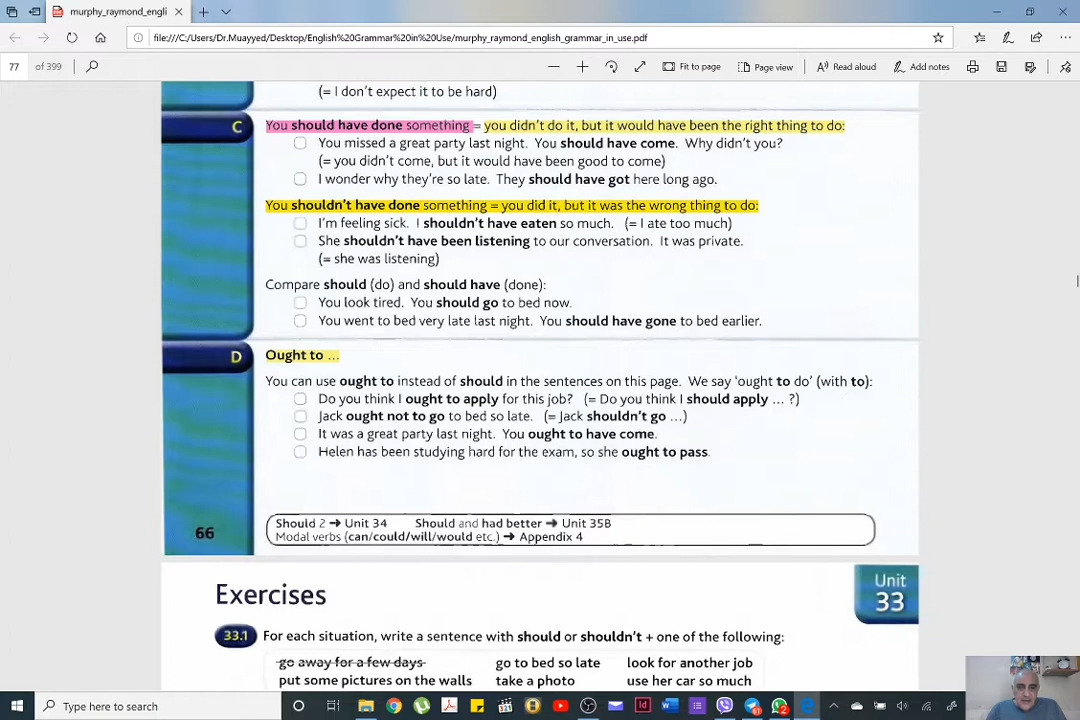 murphy_raymond_engli
file:///C:/Users/Dr.Muayyed/Desktop/English%20Grammar%20in%20Use/murphy_raymond_english_grammar_in_use.pdf
77 of 399
Fit to page
Page view
Read aloud
Add notes
(= I don't expect it to be hard)
C
You should have done something = you didn't do it, but it would have been the right thing to do:
You missed a great party last night. You should have come. Why didn't you?
(= you didn't come, but it would have been good to come)
I wonder why they're so late. They should have got here long ago.
You shouldn't have done something = you did it, but it was the wrong thing to do:
I'm feeling sick. I shouldn't have eaten so much. (= I ate too much)
She shouldn't have been listening to our conversation. It was private.
(= she was listening)
Compare should (do) and should have (done):
You look tired. You should go to bed now.
You went to bed very late last night. You should have gone to bed earlier.
D
Ought to ...
You can use ought to instead of should in the sentences on this page. We say 'ought to do' (with to):
Do you think I ought to apply for this job? (= Do you think I should apply ... ?)
Jack ought not to go to bed so late. (= Jack shouldn't go ...)
It was a great party last night. You ought to have come.
Helen has been studying hard for the exam, so she ought to pass.
66
Should 2 → Unit 34 Should and had better → Unit 35B
Modal verbs (can/could/will/would etc.) → Appendix 4
Exercises
Unit
33
33.1 For each situation, write a sentence with should or shouldn't + one of the following:
go away for a few days go to bed so late look for another job
put some pictures on the walls take a photo use her car so much
Type here to search